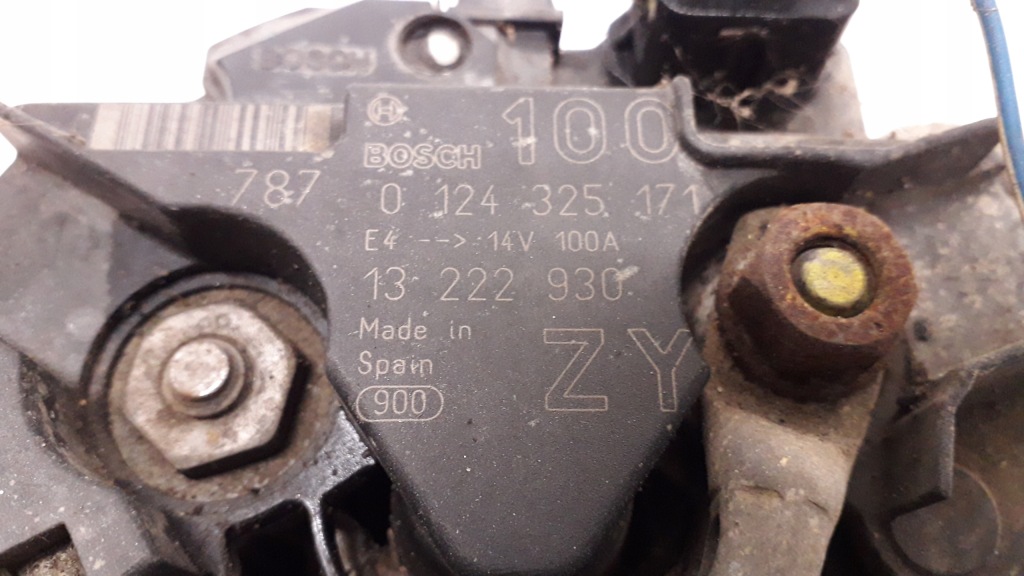 BOSCH
100
BOSCH
787
0 124 325 171
E4 --> 14V 100A
13 222 930
Made in
Spain
ZY
900